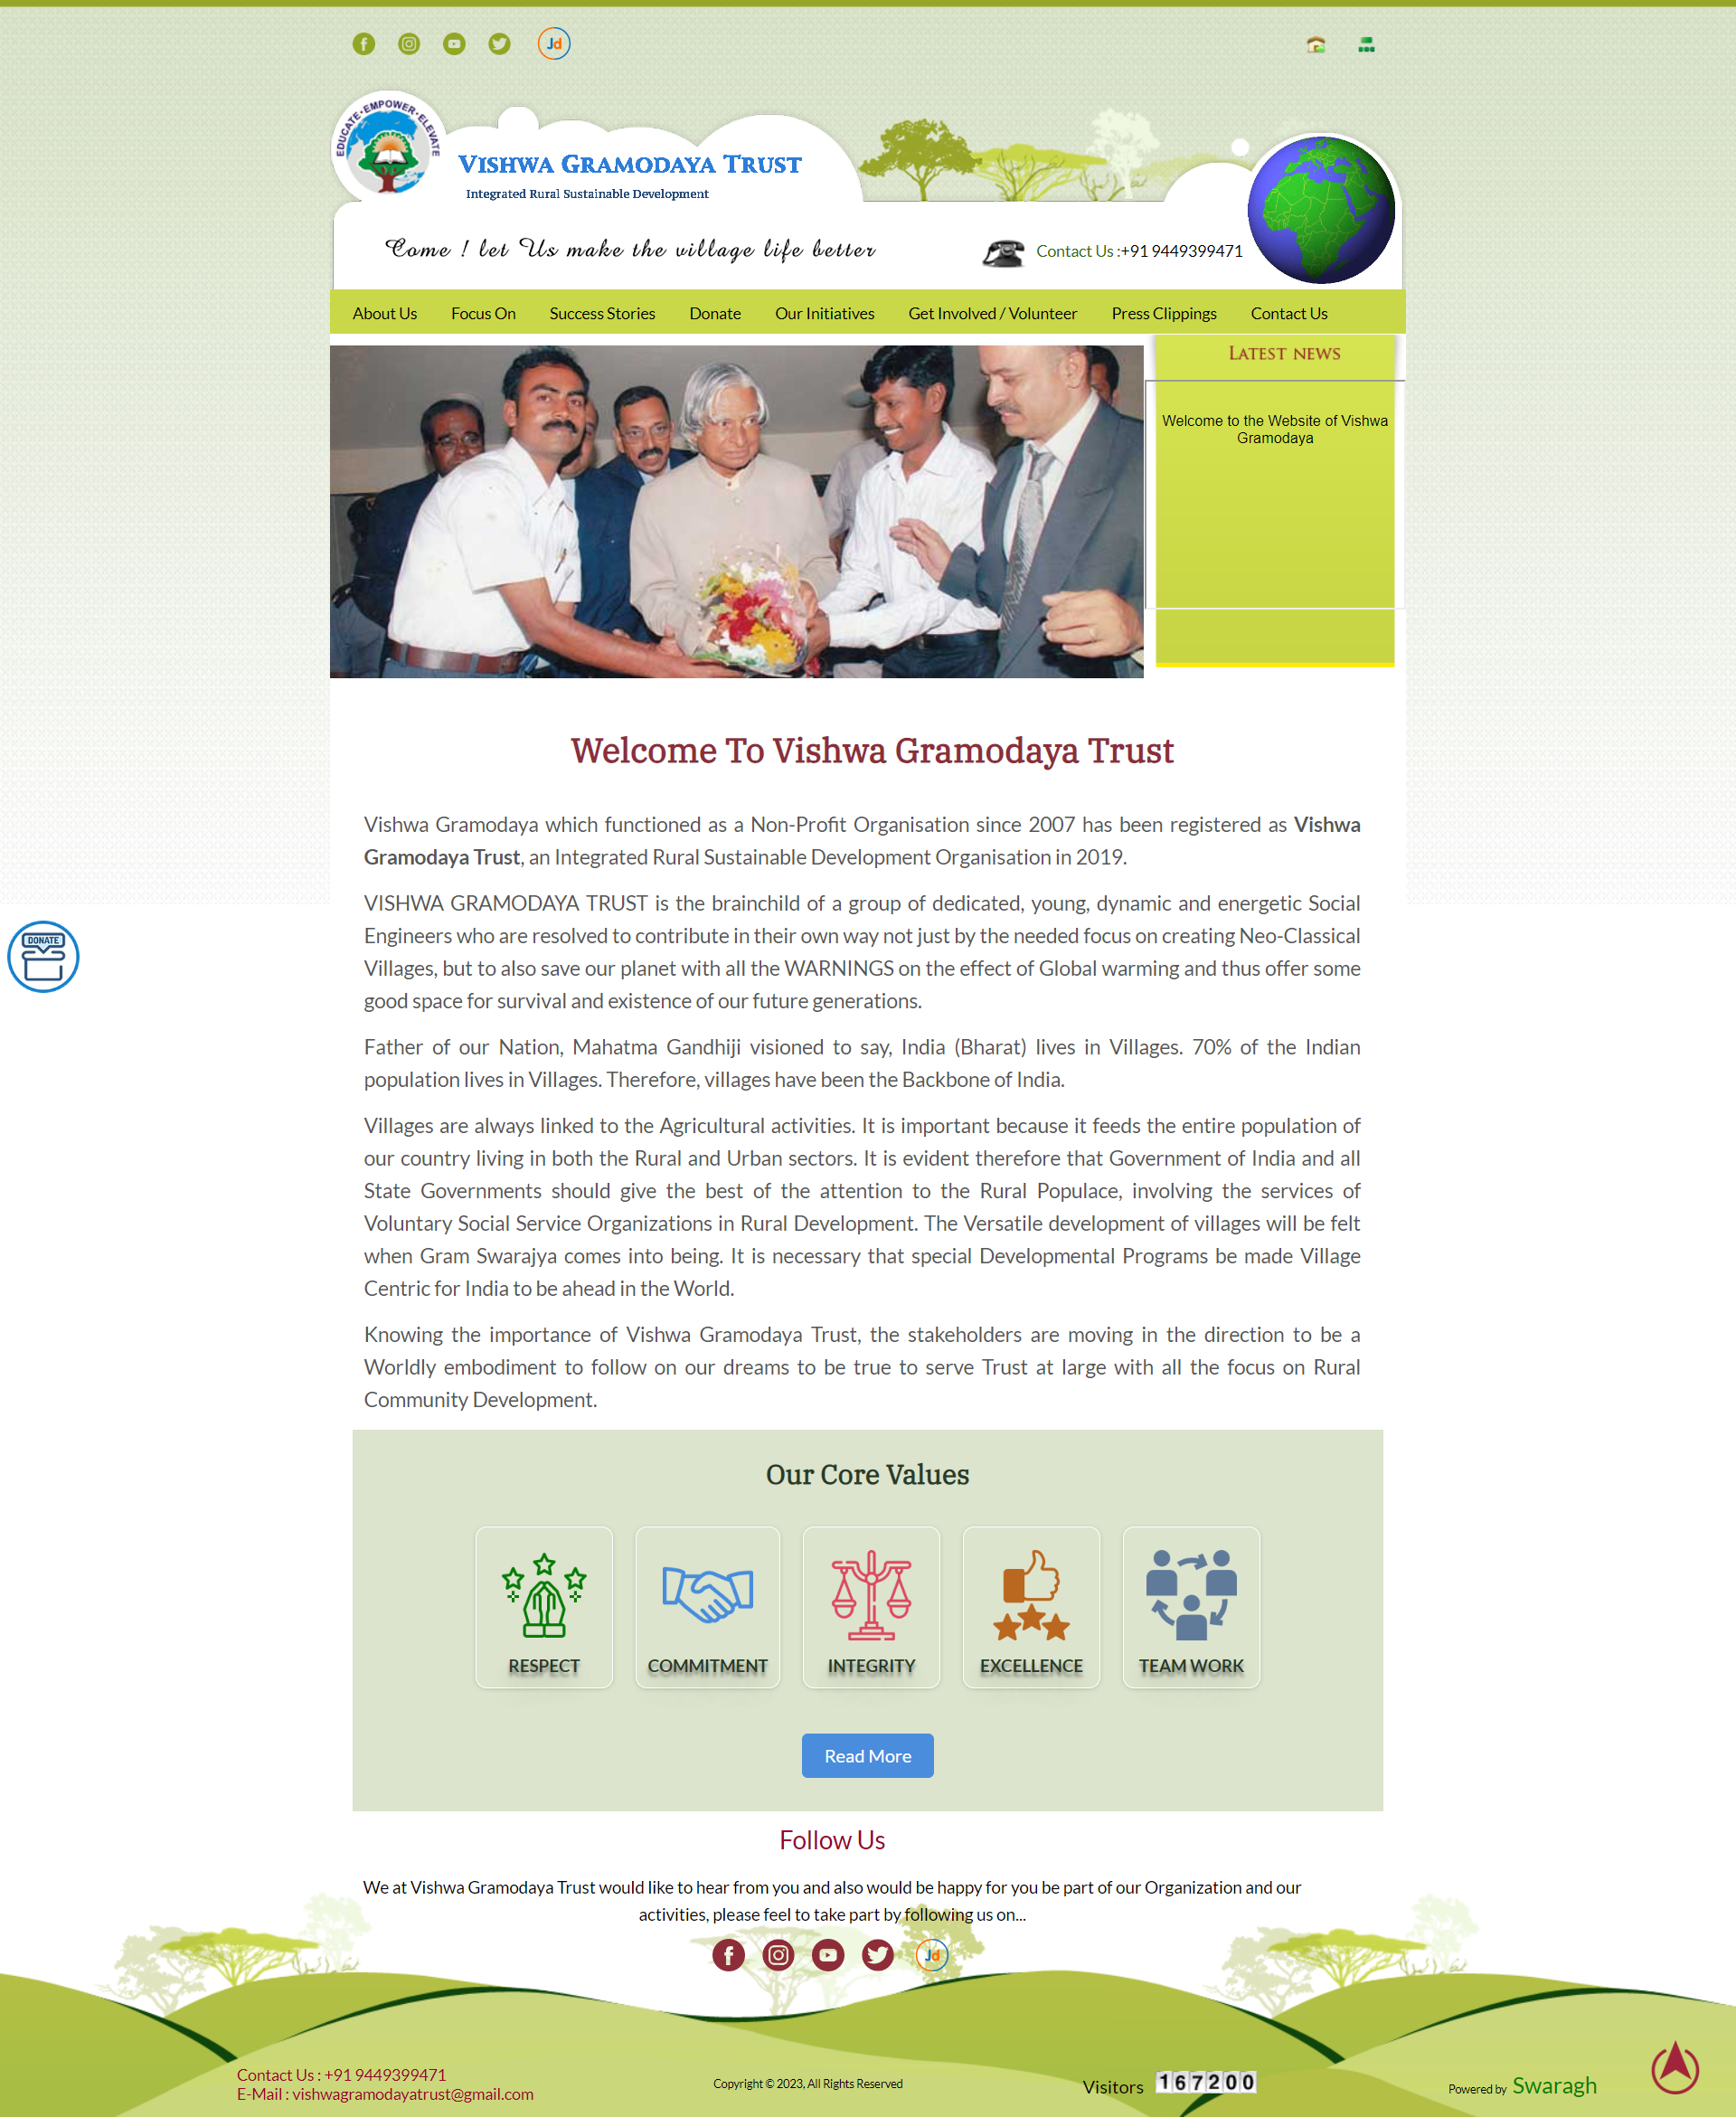 Jd
EDUCATE • EMPOWER • ELEVATE
VISHWA GRAMODAYA TRUST
Integrated Rural Sustainable Development
Come ! let Us make the village life better
Contact Us :+91 9449399471
About Us Focus On Success Stories Donate Our Initiatives Get Involved / Volunteer Press Clippings Contact Us
LATEST NEWS
Welcome to the Website of Vishwa
Gramodaya
Welcome To Vishwa Gramodaya Trust
Vishwa Gramodaya which functioned as a Non-Profit Organisation since 2007 has been registered as Vishwa
Gramodaya Trust, an Integrated Rural Sustainable Development Organisation in 2019.
VISHWA GRAMODAYA TRUST is the brainchild of a group of dedicated, young, dynamic and energetic Social
Engineers who are resolved to contribute in their own way not just by the needed focus on creating Neo-Classical
Villages, but to also save our planet with all the WARNINGS on the effect of Global warming and thus offer some
good space for survival and existence of our future generations.
DONATE
Father of our Nation, Mahatma Gandhiji visioned to say, India (Bharat) lives in Villages. 70% of the Indian
population lives in Villages. Therefore, villages have been the Backbone of India.
Villages are always linked to the Agricultural activities. It is important because it feeds the entire population of
our country living in both the Rural and Urban sectors. It is evident therefore that Government of India and all
State Governments should give the best of the attention to the Rural Populace, involving the services of
Voluntary Social Service Organizations in Rural Development. The Versatile development of villages will be felt
when Gram Swarajya comes into being. It is necessary that special Developmental Programs be made Village
Centric for India to be ahead in the World.
Knowing the importance of Vishwa Gramodaya Trust, the stakeholders are moving in the direction to be a
Worldly embodiment to follow on our dreams to be true to serve Trust at large with all the focus on Rural
Community Development.
Our Core Values
RESPECT COMMITMENT INTEGRITY EXCELLENCE TEAM WORK
Read More
Follow Us
We at Vishwa Gramodaya Trust would like to hear from you and also would be happy for you be part of our Organization and our
activities, please feel to take part by following us on...
Jd
Contact Us : +91 9449399471
E-Mail : vishwagramodayatrust@gmail.com
Copyright © 2023, All Rights Reserved
Visitors 167200
Powered by Swaragh